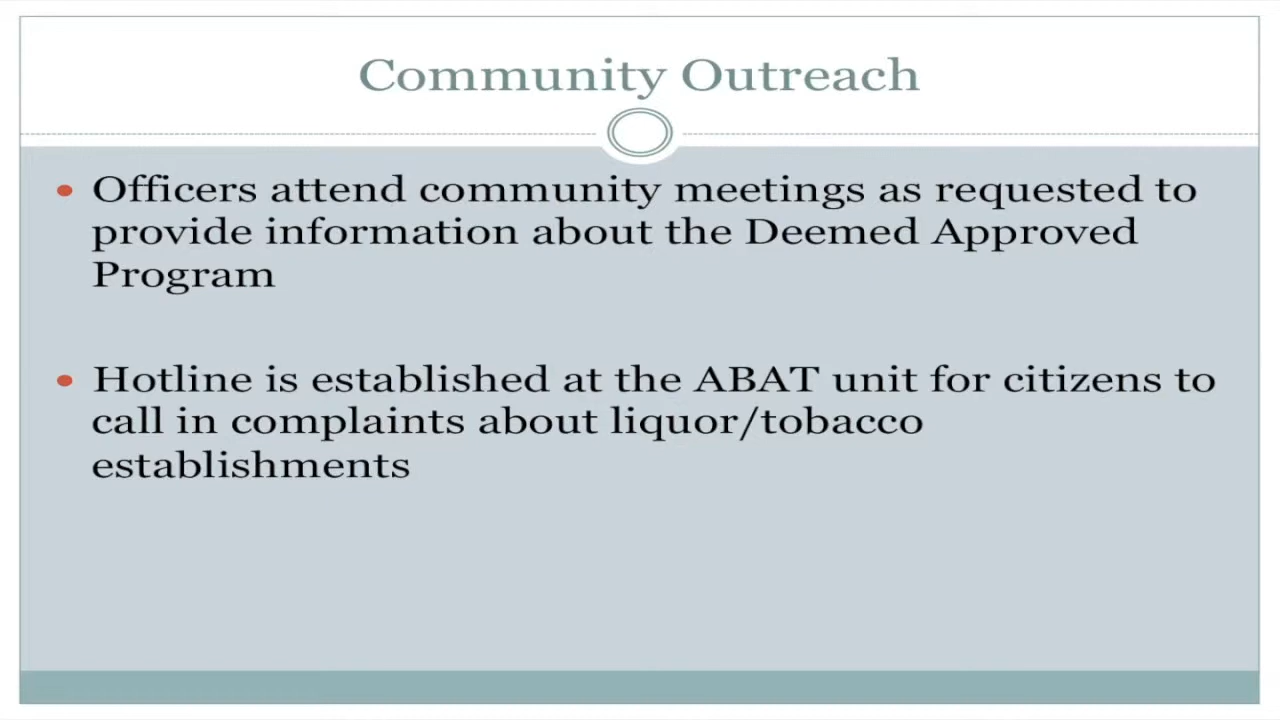 Community Outreach
• Officers attend community meetings as requested to
provide information about the Deemed Approved
Program
• Hotline is established at the ABAT unit for citizens to
call in complaints about liquor/tobacco
establishments